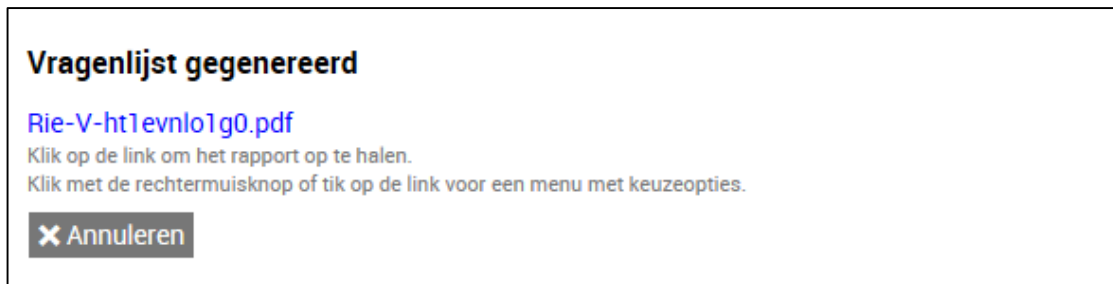 Vragenlijst gegenereerd
Rie-V-ht1evnlo1g0.pdf
Klik op de link om het rapport op te halen.
Klik met de rechtermuisknop of tik op de link voor een menu met keuzeopties.
Annuleren